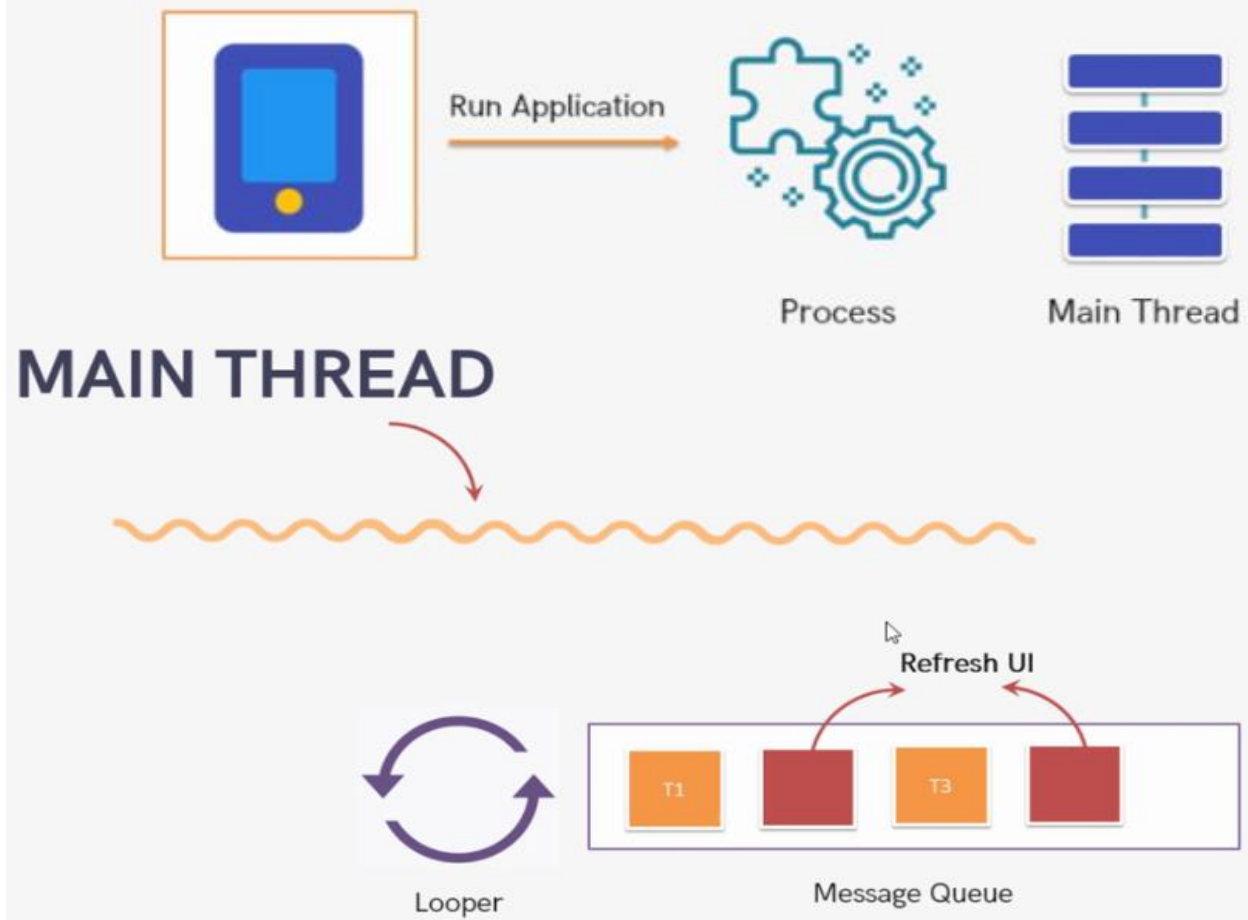 Run Application
Process
Main Thread
MAIN THREAD
Refresh UI
T1
T3
Looper
Message Queue